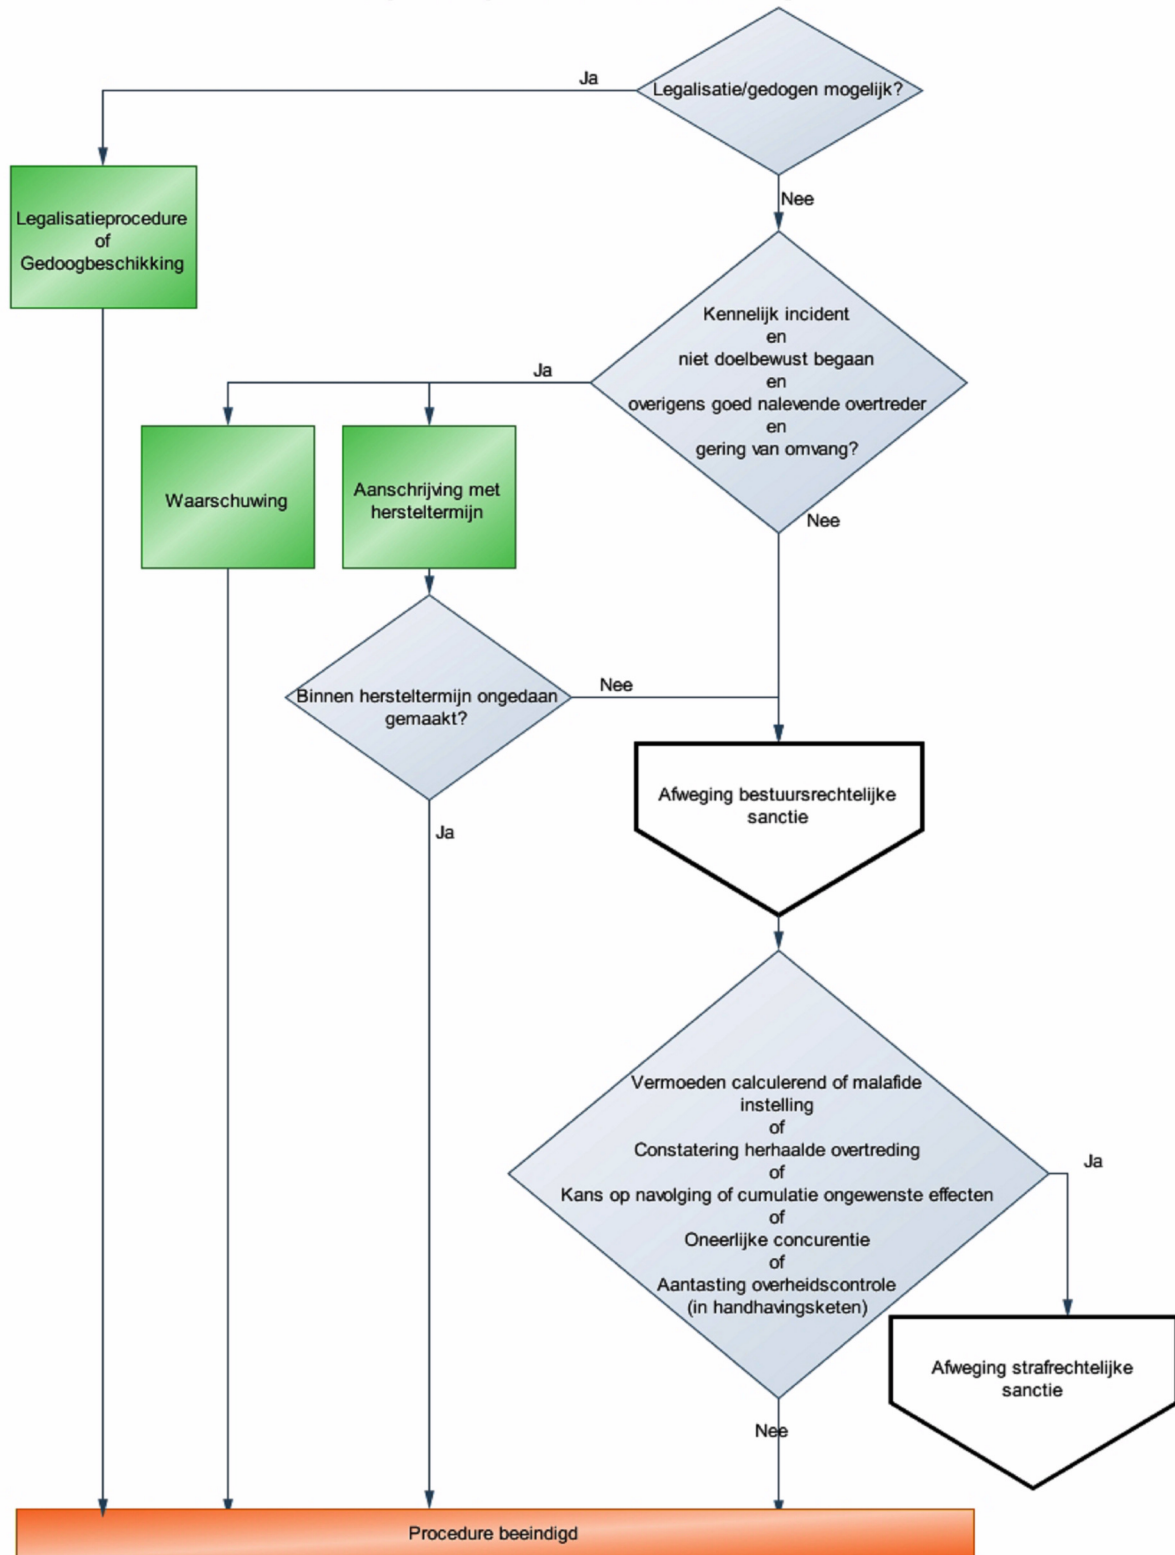 Ja
Legalisatie/gedogen mogelijk?
Legalisatieprocedure
of
Gedoogbeschikking
Nee
Kennelijk incident
en
niet doelbewust begaan
en
overigens goed nalevende overtreder
en
gering van omvang?
Ja
Waarschuwing
Aanschrijving met
hersteltermijn
Nee
Binnen hersteltermijn ongedaan
gemaakt?
Nee
Ja
Afweging bestuursrechtelijke
sanctie
Vermoeden calculerend of malafide
instelling
of
Constatering herhaalde overtreding
of
Kans op navolging of cumulatie ongewenste effecten
of
Oneerlijke concurentie
of
Aantasting overheidscontrole
(in handhavingsketen)
Ja
Afweging strafrechtelijke
sanctie
Nee
Procedure beeindigd